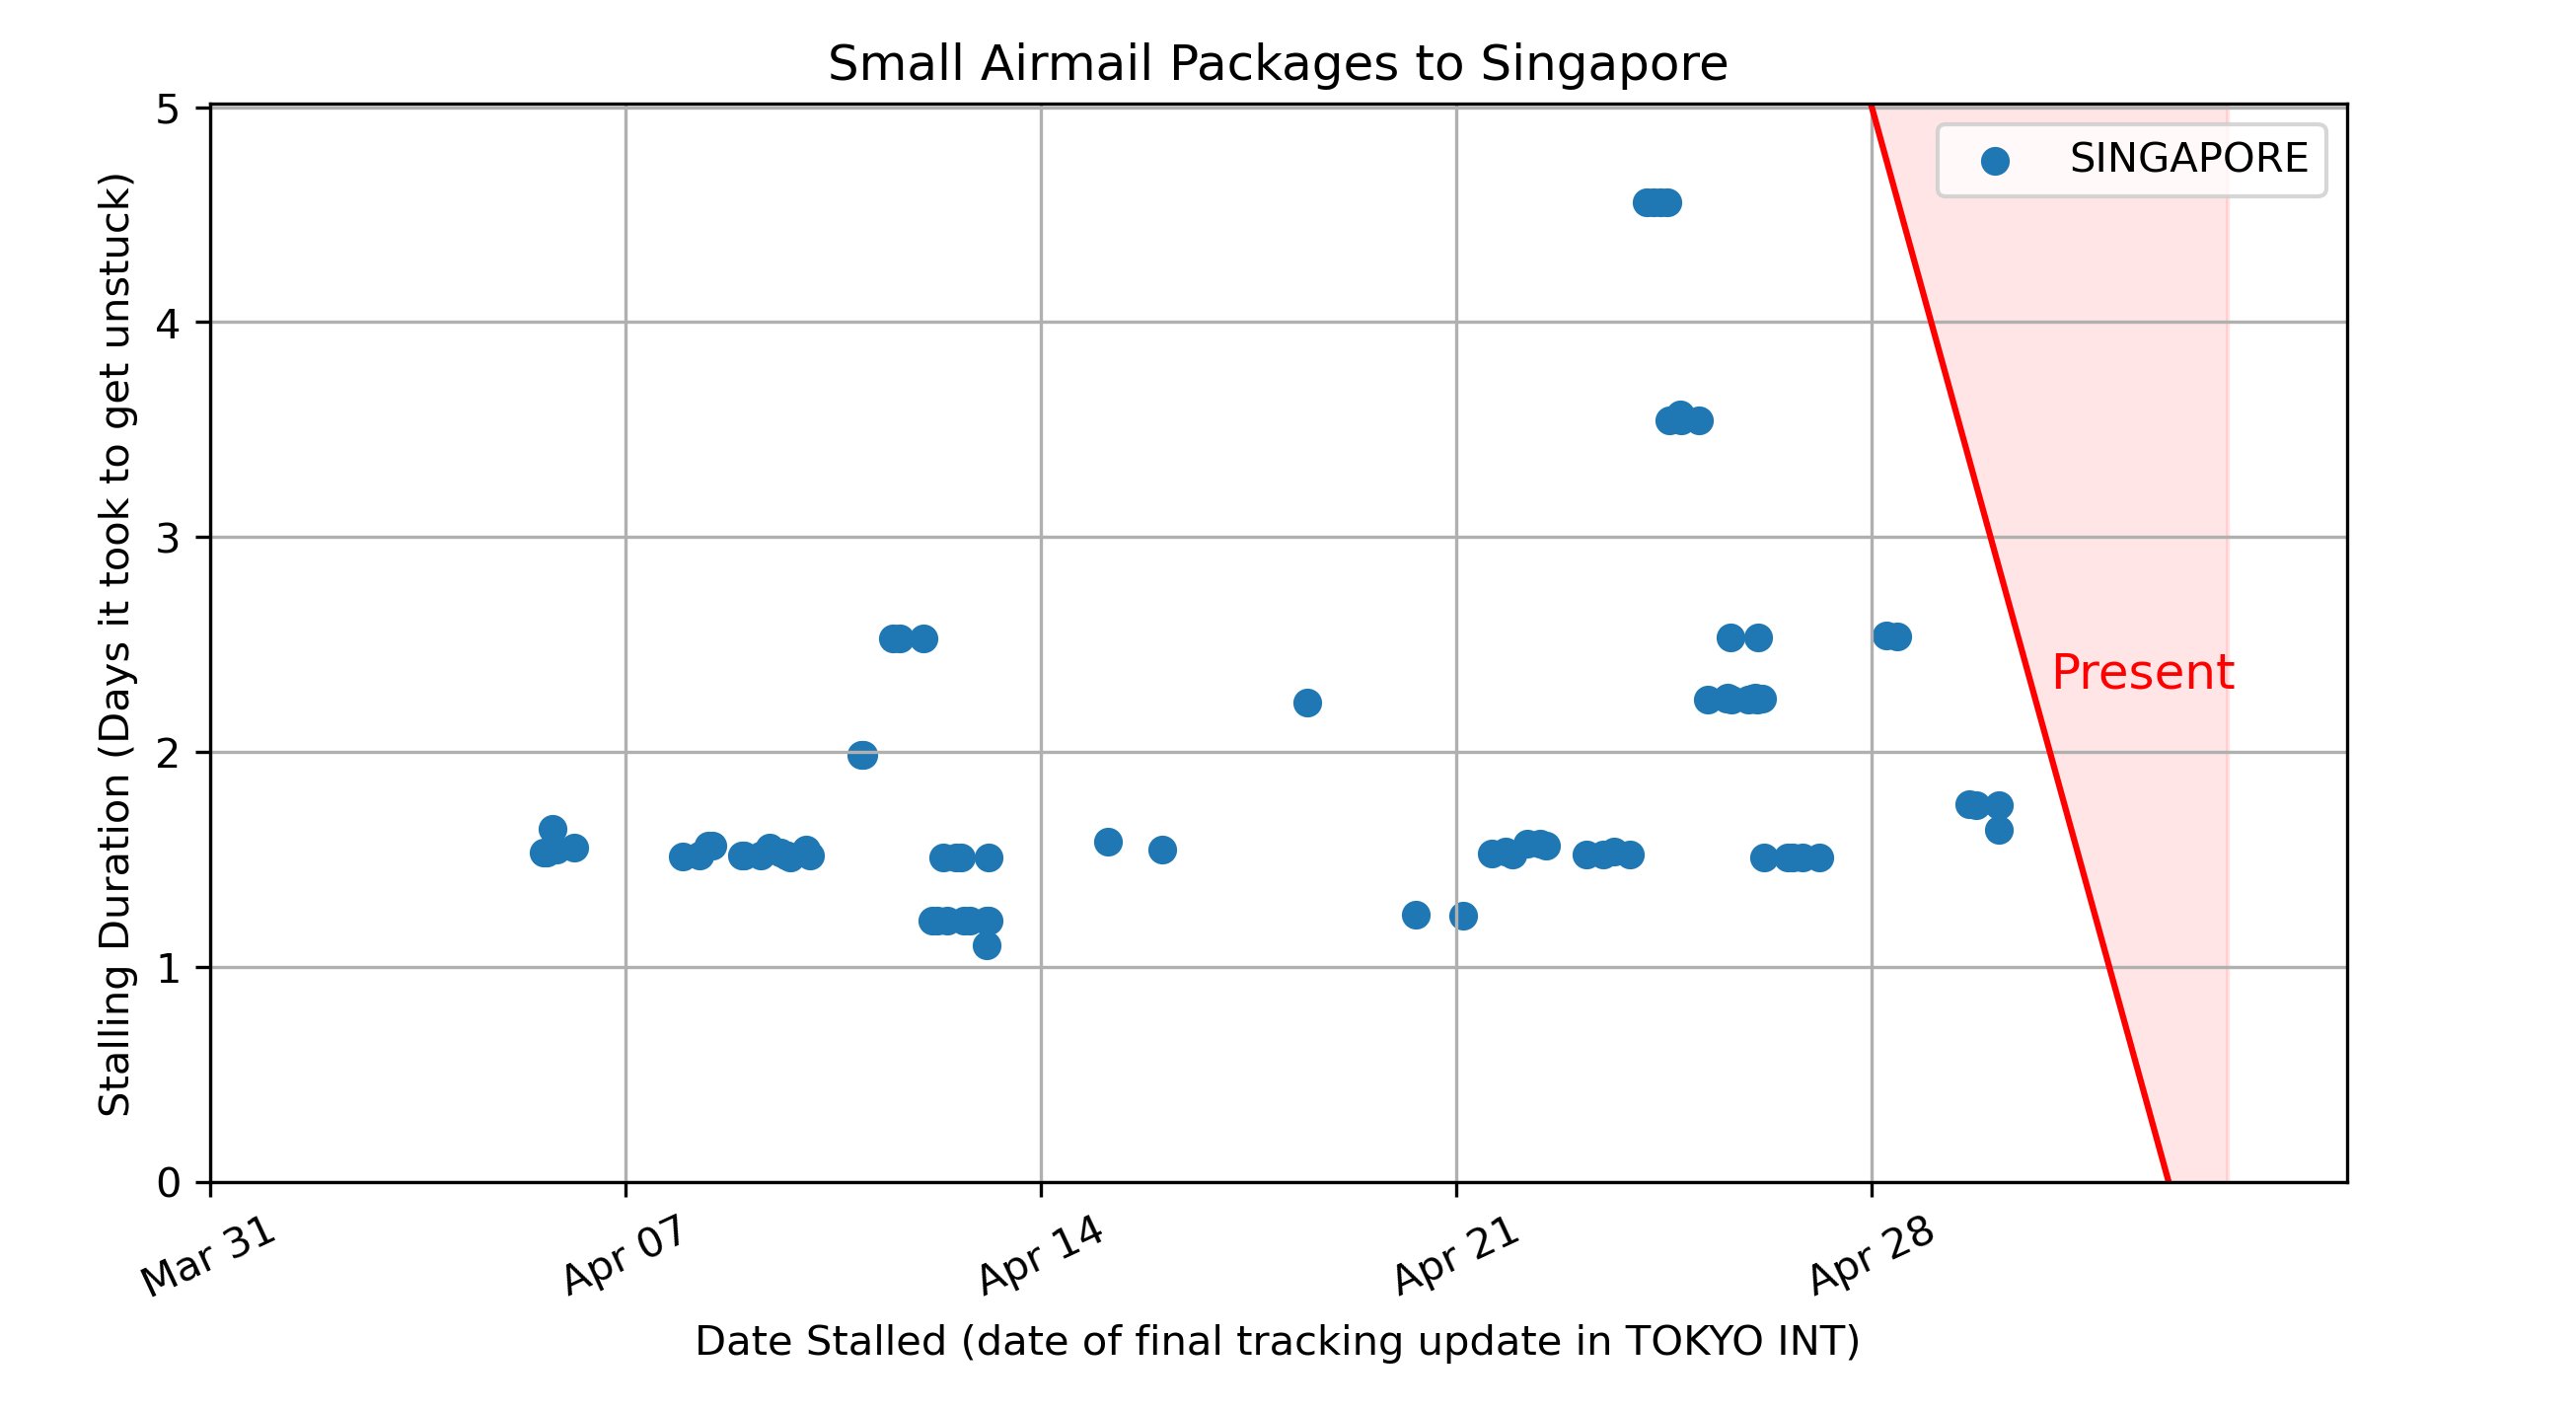 Small Airmail Packages to Singapore
Stalling Duration (Days it took to get unstuck)
5
4
3
2
1
0
SINGAPORE
Present
Mar 31
Apr 07
Apr 14
Apr 21
Apr 28
Date Stalled (date of final tracking update in TOKYO INT)